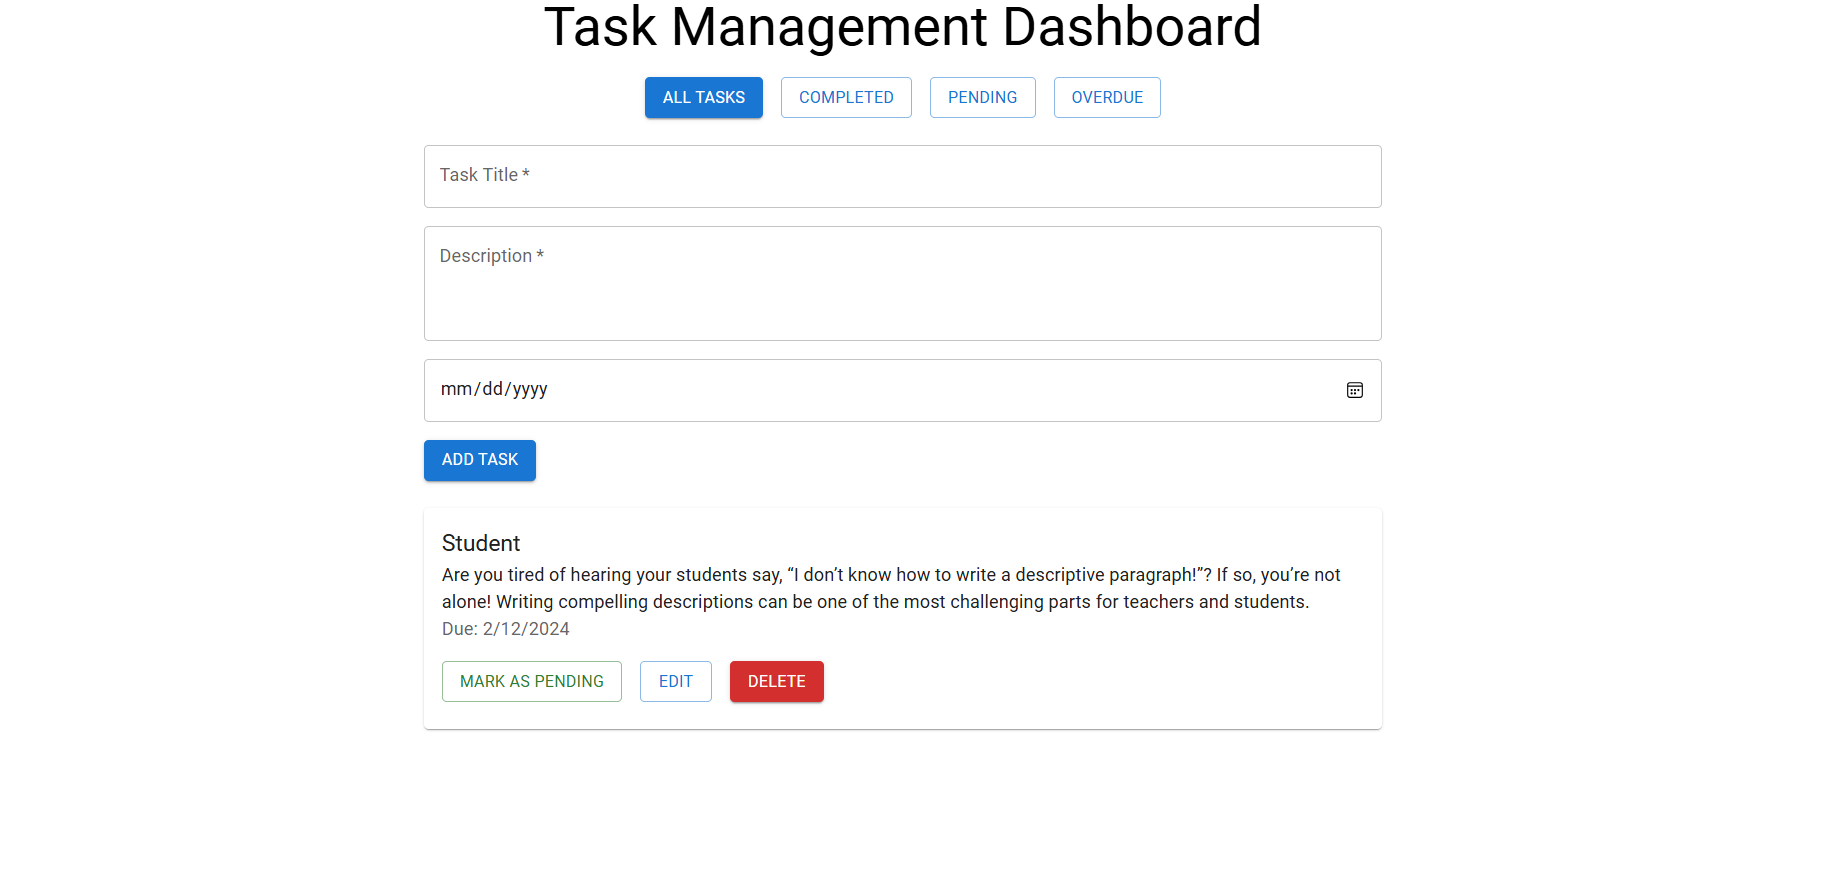 Task Management Dashboard
ALL TASKS COMPLETED PENDING OVERDUE
Task Title *
Description *
mm/dd/yyyy
ADD TASK
Student
Are you tired of hearing your students say, “I don’t know how to write a descriptive paragraph!”? If so, you’re not
alone! Writing compelling descriptions can be one of the most challenging parts for teachers and students.
Due: 2/12/2024
MARK AS PENDING EDIT DELETE